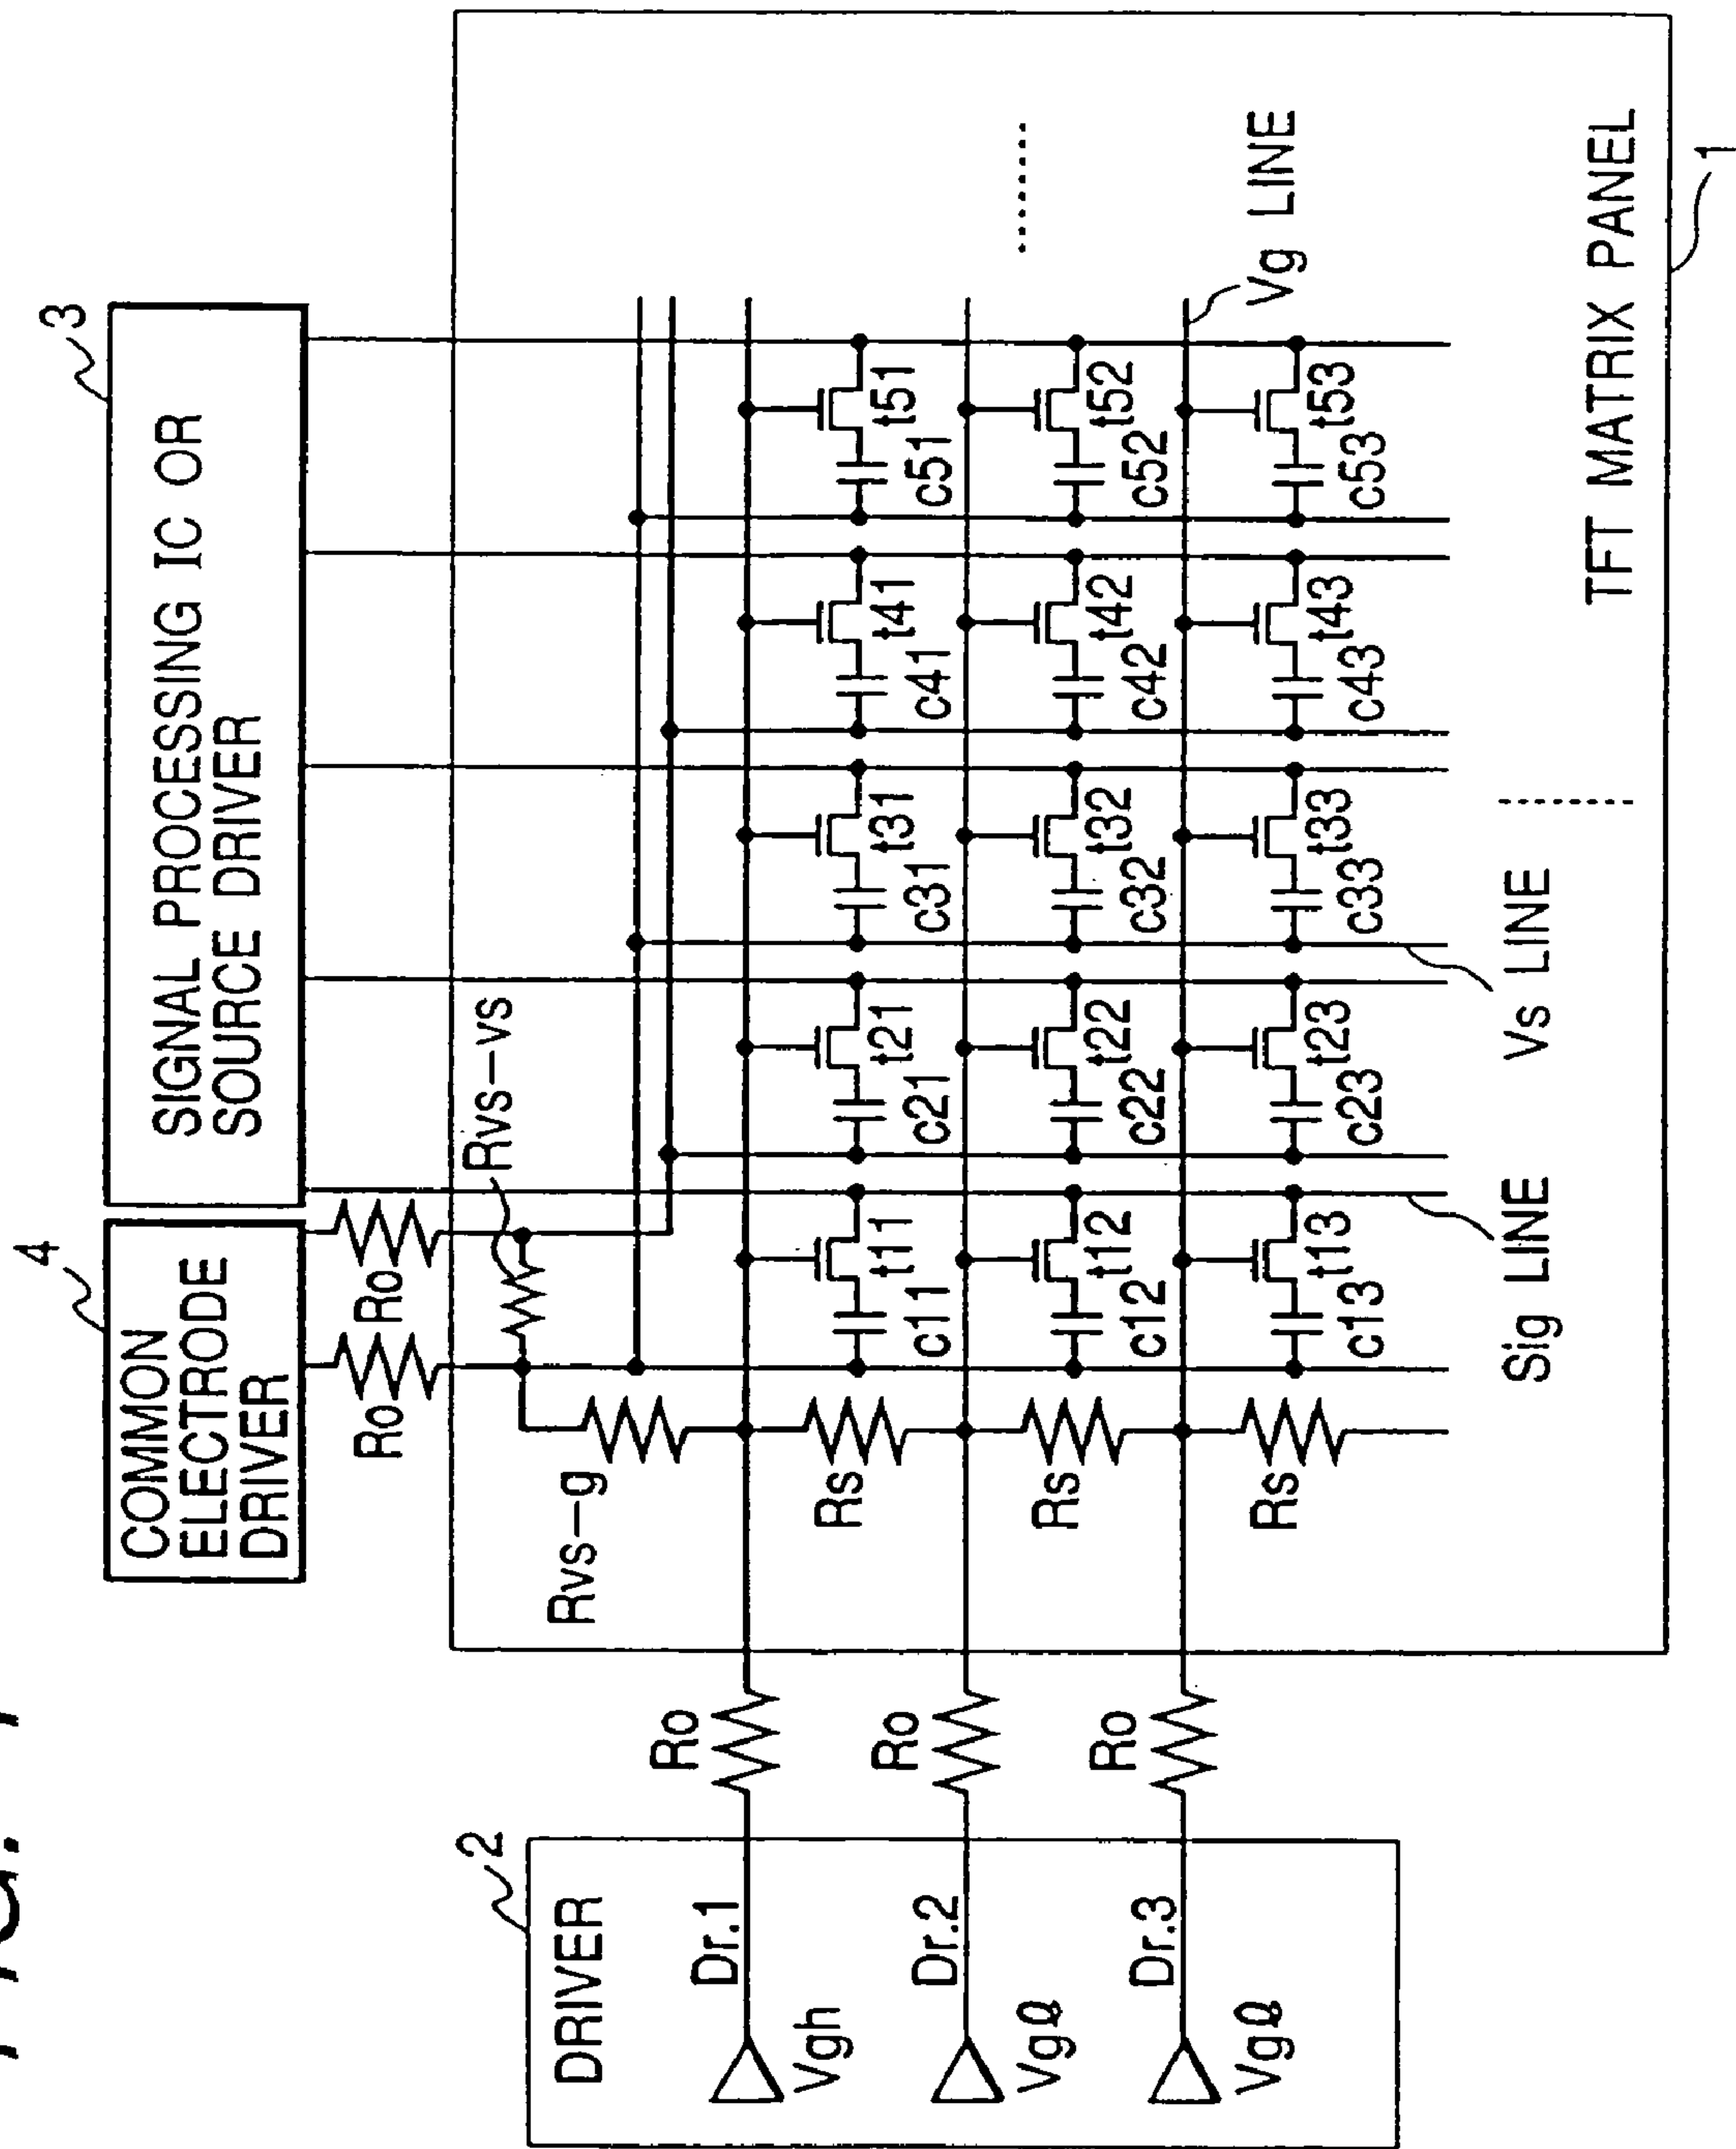 FIG. 1
4
COMMON
ELECTRODE
DRIVER
3
SIGNAL PROCESSING IC OR
SOURCE DRIVER
Ro
Ro
Rvs-vs
Rvs-g
2
DRIVER
Dr.1
Vgh
Ro
Dr.2
Vgℓ
Ro
Dr.3
Vgℓ
Ro
Rs
c11
t11
c21
t21
c31
t31
c41
t41
c51
t51
Rs
c12
t12
c22
t22
c32
t32
c42
t42
c52
t52
Rs
c13
t13
c23
t23
c33
t33
c43
t43
c53
t53
Vg LINE
Sig LINE
Vs LINE
TFT MATRIX PANEL
1